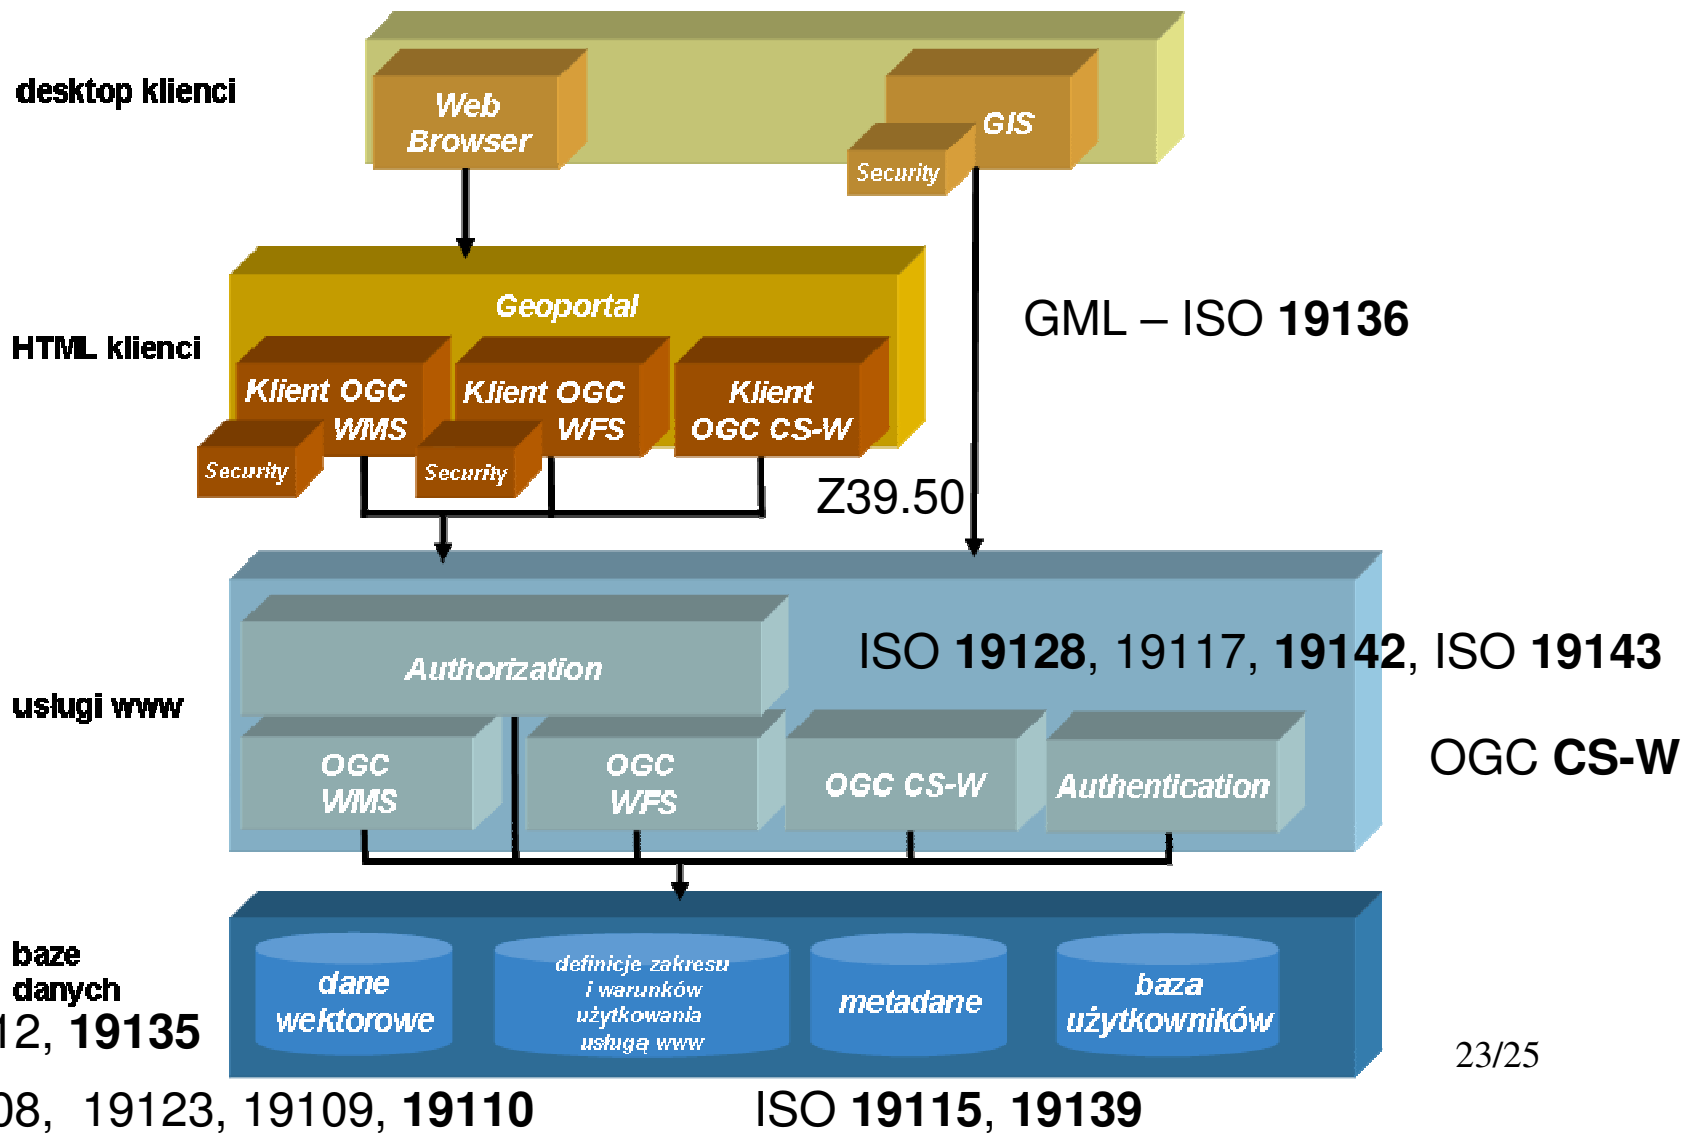 desktop klienci
Web
Browser
GIS
Security
HTML klienci
Geoportal
Klient OGC
WMS
Security
Klient OGC
WFS
Security
Klient
OGC CS-W
GML – ISO 19136
Z39.50
usługi www
Authorization
ISO 19128, 19117, 19142, ISO 19143
OGC
WMS
OGC
WFS
OGC CS-W
Authentication
OGC CS-W
baze
danych
12, 19135
dane
wektorowe
definicje zakresu
i warunków
użytkowania
usługą www
metadane
baza
użytkowników
23/25
08, 19123, 19109, 19110
ISO 19115, 19139